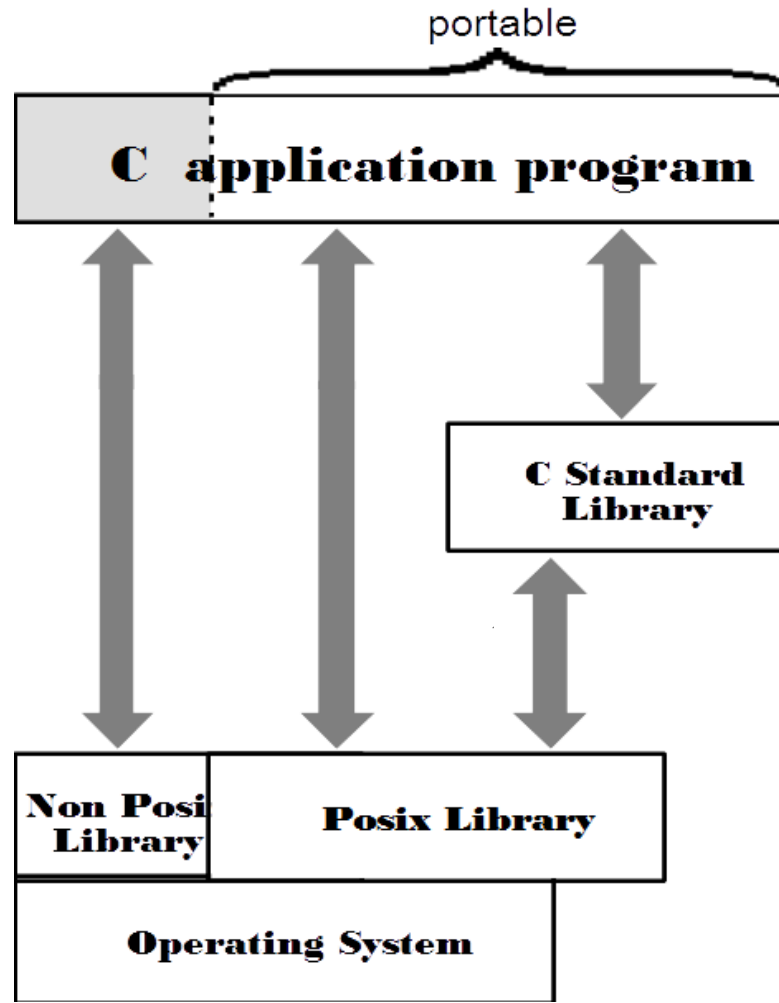 portable
C application program
C Standard
Library
Non Posi
Library
Posix Library
Operating System